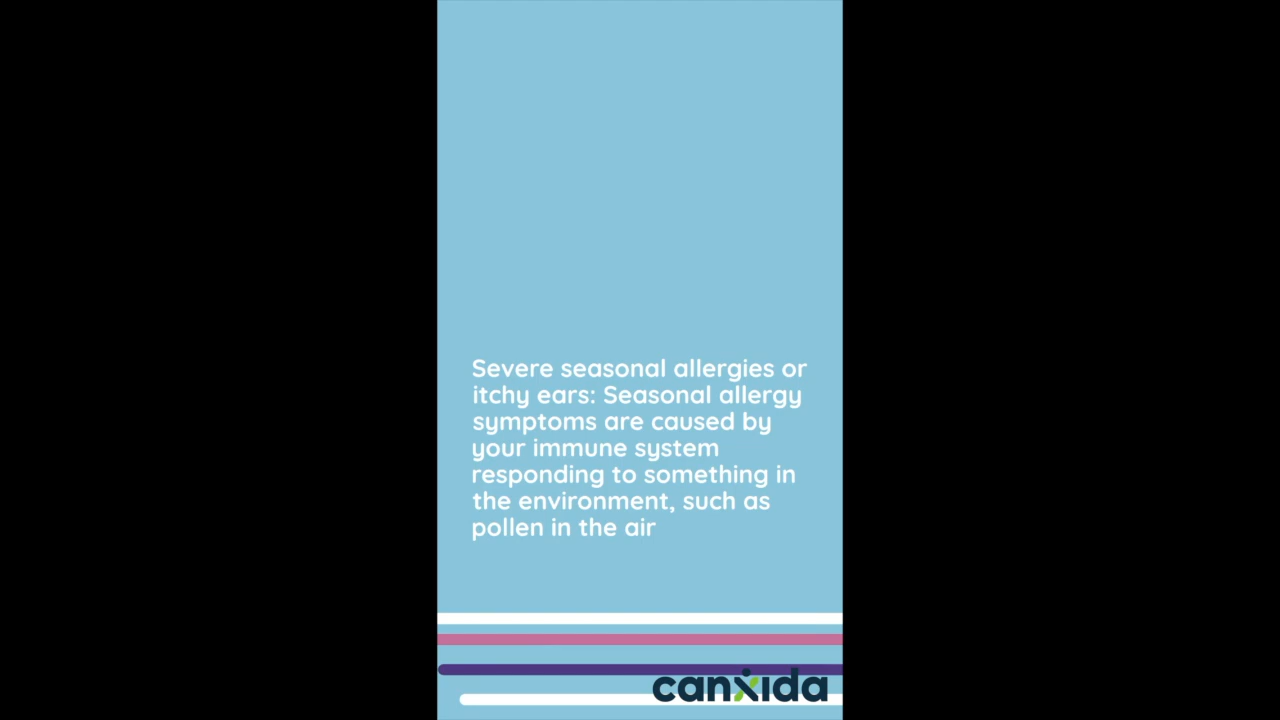 Severe seasonal allergies or
itchy ears: Seasonal allergy
symptoms are caused by
your immune system
responding to something in
the environment, such as
pollen in the air
canxida